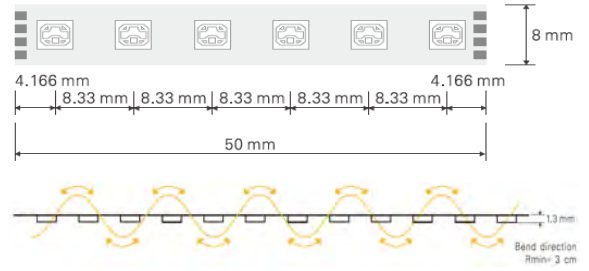 8 mm
4.166 mm 4.166 mm
8.33 mm 8.33 mm 8.33 mm 8.33 mm 8.33 mm
50 mm
1.3 mm
Bend direction
Rmin= 3 cm